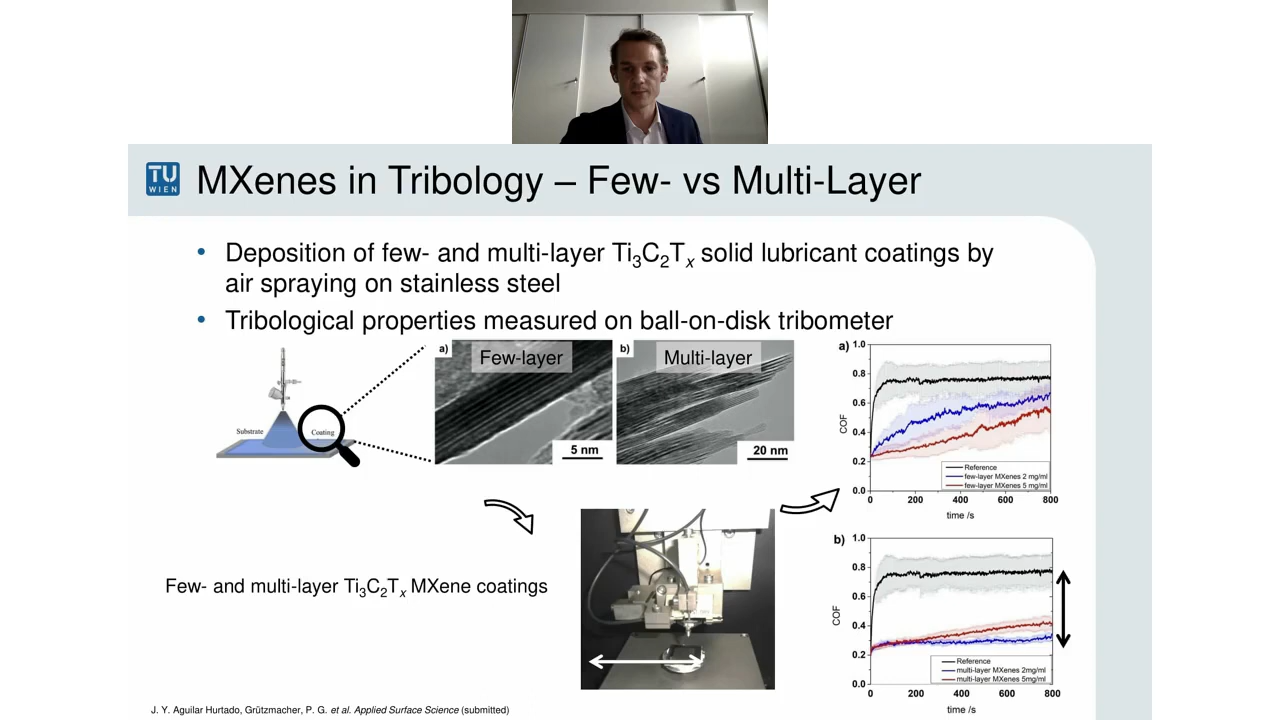 TU
WIEN
MXenes in Tribology – Few- vs Multi-Layer
• Deposition of few- and multi-layer Ti3C2Tx solid lubricant coatings by
air spraying on stainless steel
• Tribological properties measured on ball-on-disk tribometer
Substrate
Coating
a)
Few-layer
5 nm
b)
Multi-layer
20 nm
a)
1.0
0.8
0.6
0.4
0.2
0.0
COF
Reference
few-layer MXenes 2 mg/ml
few-layer MXenes 5 mg/ml
0 200 400 600 800
time /s
Few- and multi-layer Ti3C2Tx MXene coatings
b)
1.0
0.8
0.6
0.4
0.2
0.0
COF
Reference
multi-layer MXenes 2mg/ml
multi-layer MXenes 5mg/ml
0 200 400 600 800
time /s
J. Y. Aguilar Hurtado, Grützmacher, P. G. et al. Applied Surface Science (submitted)